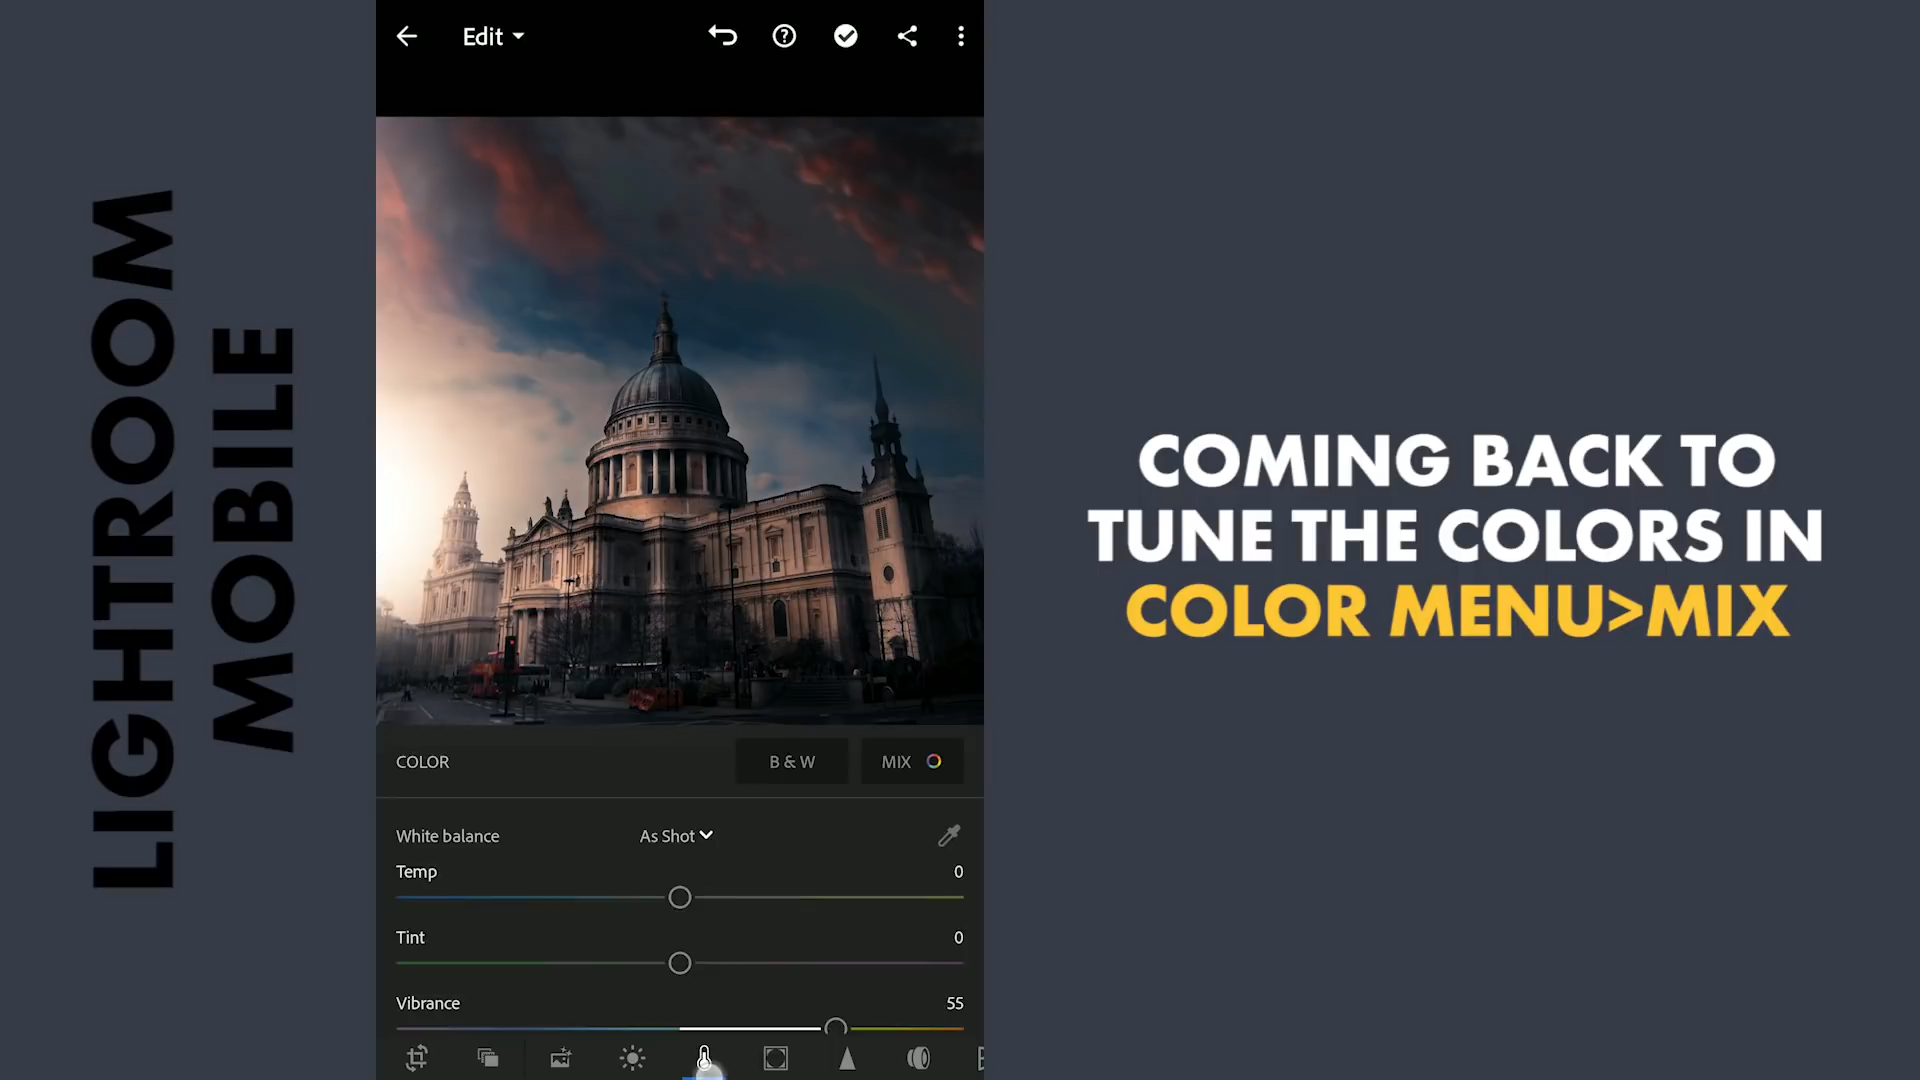 LIGHTROOM
MOBILE
Edit
COLOR
B & W
MIX
White balance
As Shot
Temp
0
Tint
0
Vibrance
55
COMING BACK TO
TUNE THE COLORS IN
COLOR MENU>MIX